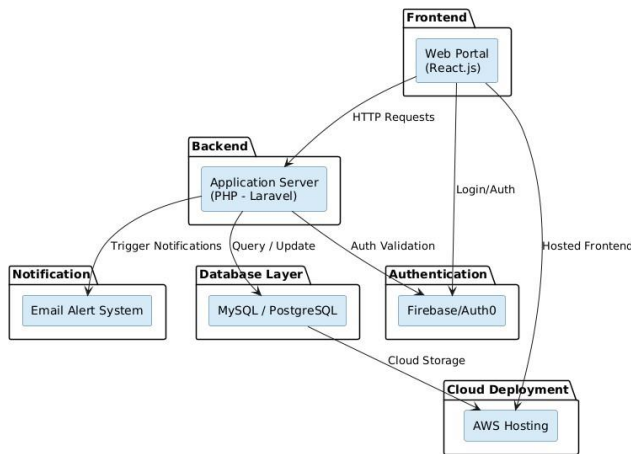 Frontend
Web Portal
(React.js)
HTTP Requests
Backend
Application Server
(PHP - Laravel)
Login/Auth
Trigger Notifications
Query / Update
Auth Validation
Hosted Frontend
Notification
Database Layer
Authentication
Email Alert System
MySQL / PostgreSQL
Firebase/Auth0
Cloud Storage
Cloud Deployment
AWS Hosting